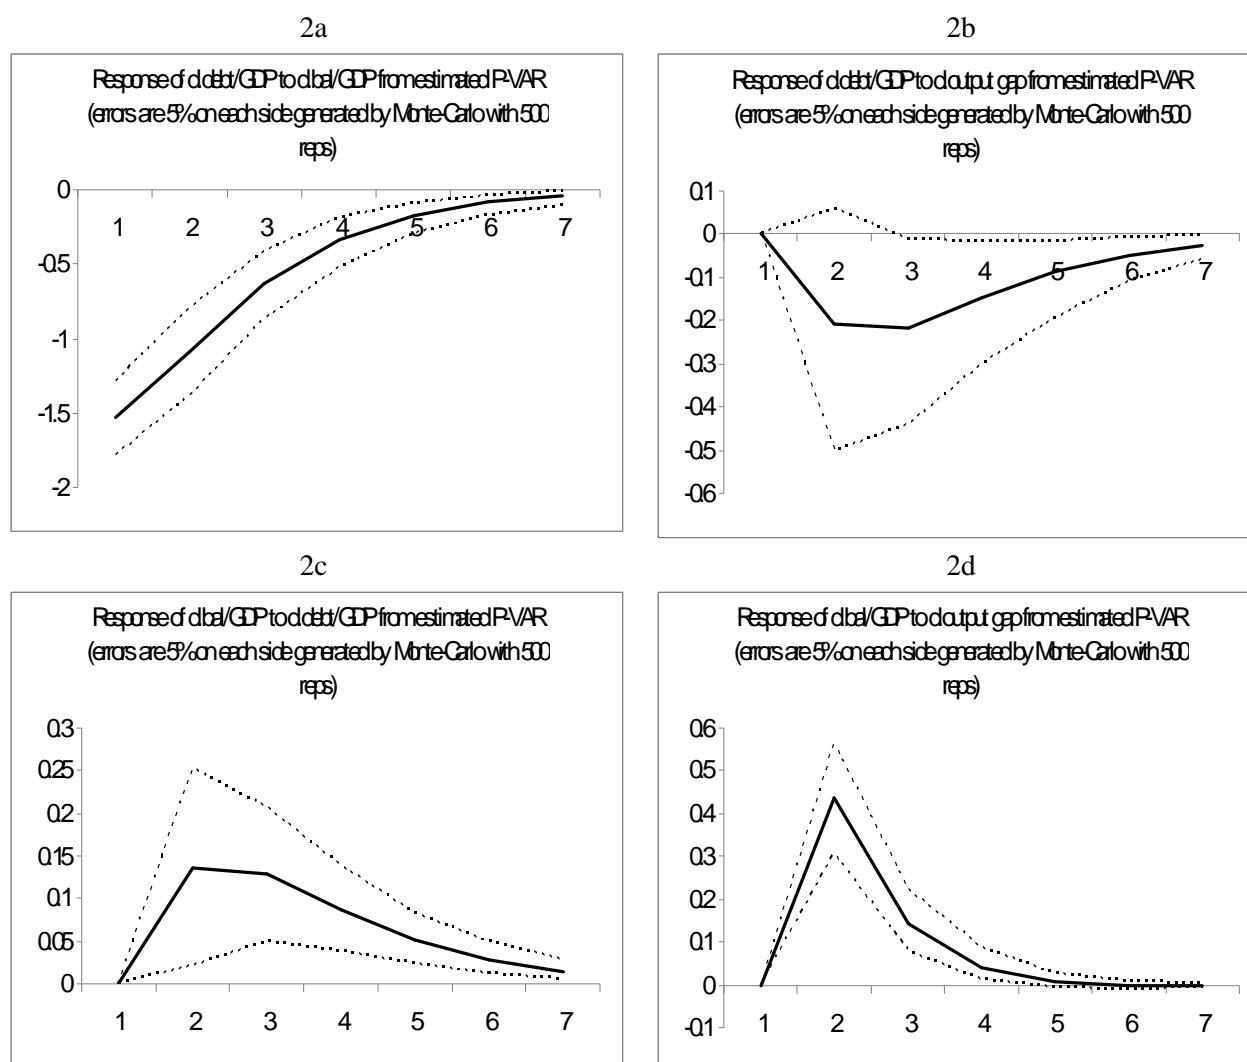 2a
Response of d.debt/GDP to d.bal/GDP from estimated P-VAR
(errors are 5% on each side generated by Monte-Carlo with 500
reps)
0
-0.5
-1
-1.5
-2
1 2 3 4 5 6 7
2b
Response of d.debt/GDP to d.output gap from estimated P-VAR
(errors are 5% on each side generated by Monte-Carlo with 500
reps)
0.1
0
-0.1
-0.2
-0.3
-0.4
-0.5
-0.6
1 2 3 4 5 6 7
2c
Response of d.bal/GDP to d.debt/GDP from estimated P-VAR
(errors are 5% on each side generated by Monte-Carlo with 500
reps)
0.3
0.25
0.2
0.15
0.1
0.05
0
1 2 3 4 5 6 7
2d
Response of d.bal/GDP to d.output gap from estimated P-VAR
(errors are 5% on each side generated by Monte-Carlo with 500
reps)
0.6
0.5
0.4
0.3
0.2
0.1
0
-0.1
1 2 3 4 5 6 7